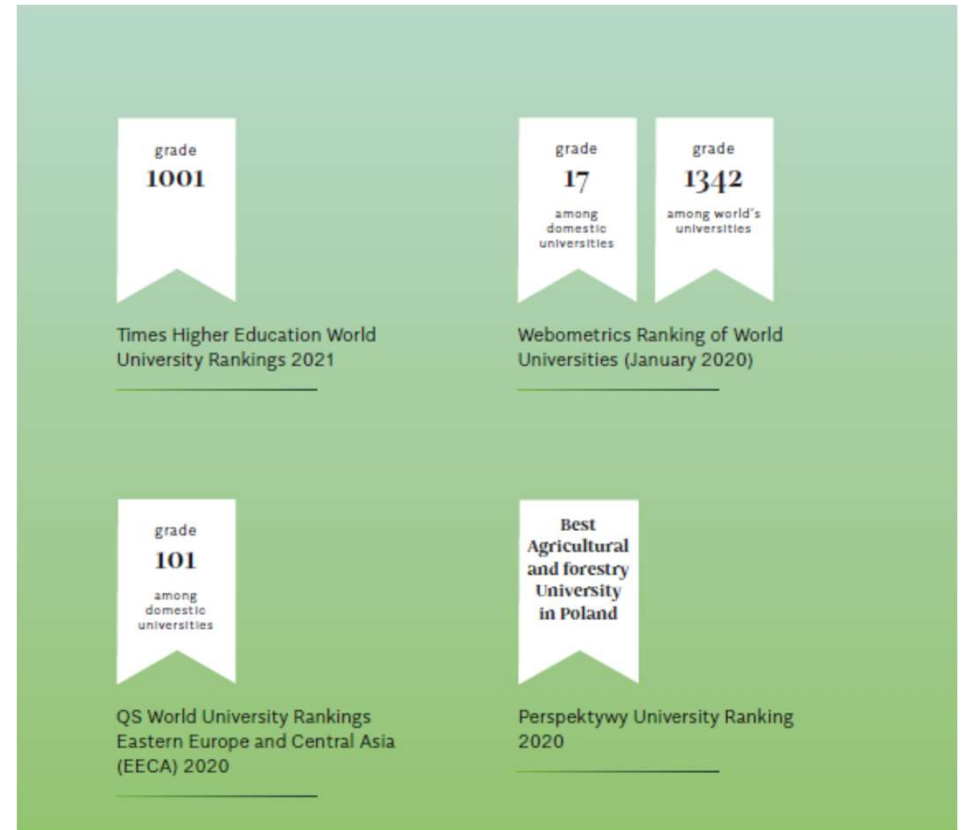 grade
1001
Times Higher Education World
University Rankings 2021
grade
17
among
domestic
universities
grade
1342
among world's
universities
Webometrics Ranking of World
Universities (January 2020)
grade
101
among
domestic
universities
QS World University Rankings
Eastern Europe and Central Asia
(EECA) 2020
Best
Agricultural
and forestry
University
in Poland
Perspektywy University Ranking
2020